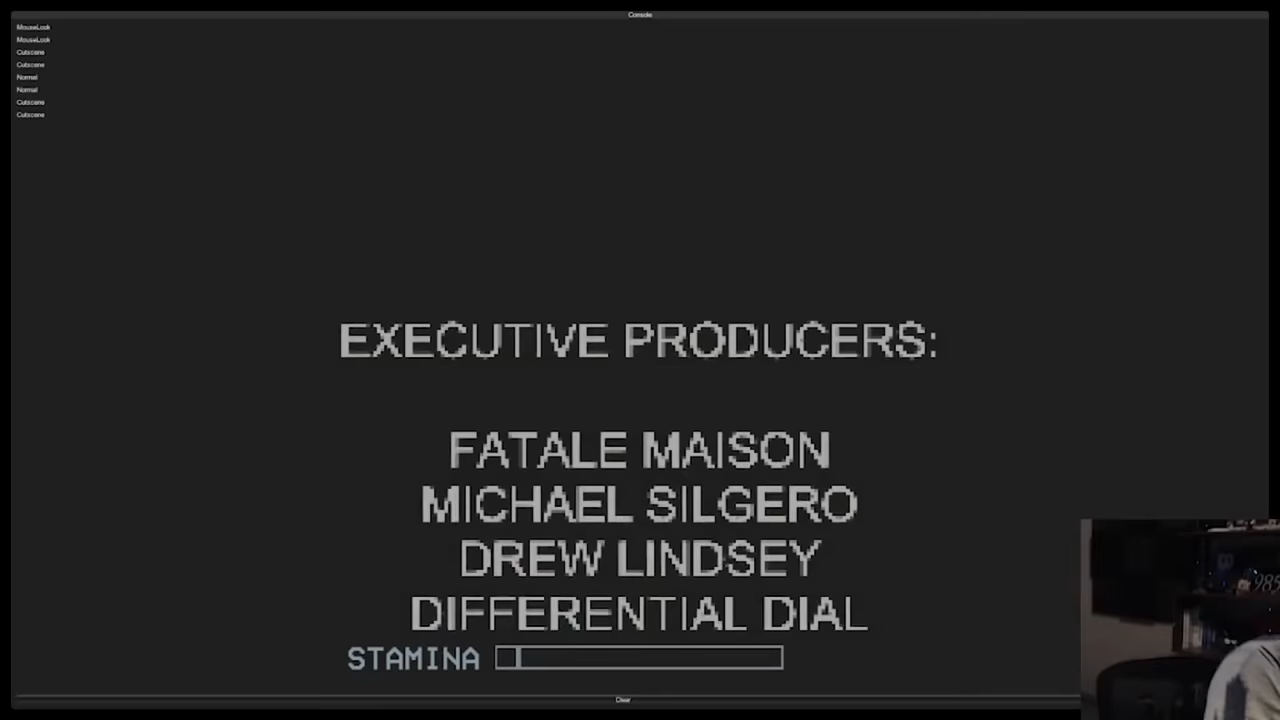 Console
MouseLook
MouseLook
Cutscene
Cutscene
Normal
Normal
Cutscene
Cutscene
EXECUTIVE PRODUCERS:
FATALE MAISON
MICHAEL SILGERO
DREW LINDSEY
DIFFERENTIAL DIAL
STAMINA
Clear
985